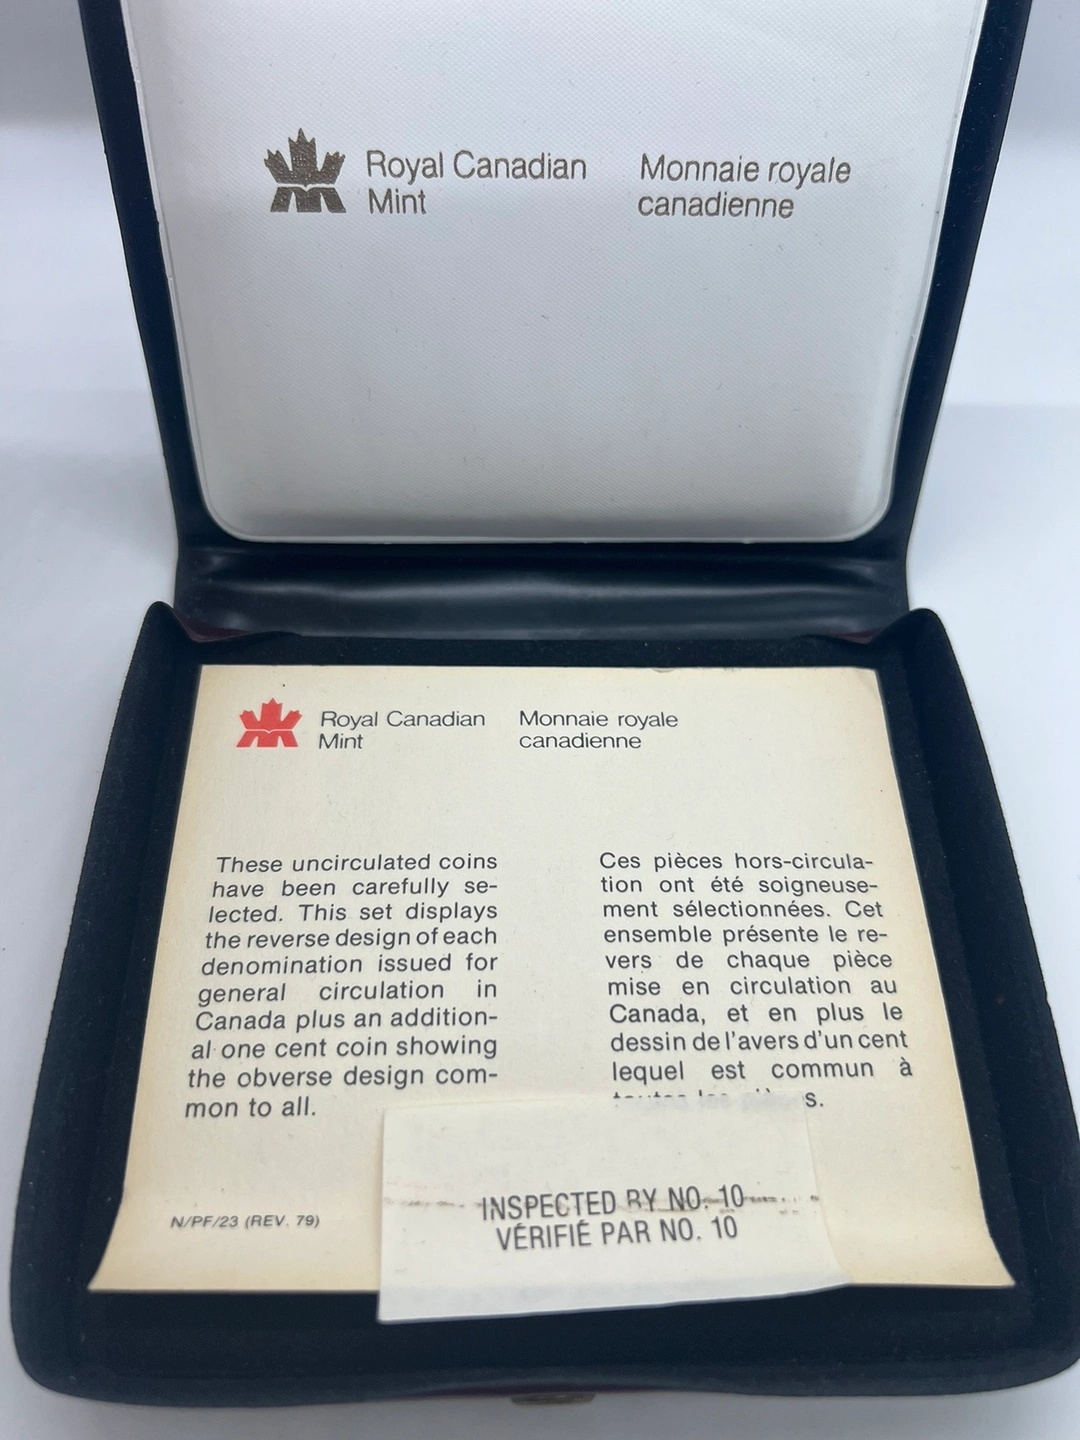 Royal Canadian
Mint
Monnaie royale
canadienne
Royal Canadian
Mint
Monnaie royale
canadienne
These uncirculated coins
have been carefully se-
lected. This set displays
the reverse design of each
denomination issued for
general circulation in
Canada plus an addition-
al one cent coin showing
the obverse design com-
mon to all.
Ces pièces hors-circula-
tion ont été soigneuse-
ment sélectionnées. Cet
ensemble présente le re-
vers de chaque pièce
mise en circulation au
Canada, et en plus le
dessin de l'avers d'un cent
lequel est commun à
N/PF/23 (REV. 79)
INSPECTED BY NO. 10
VÉRIFIÉ PAR NO. 10